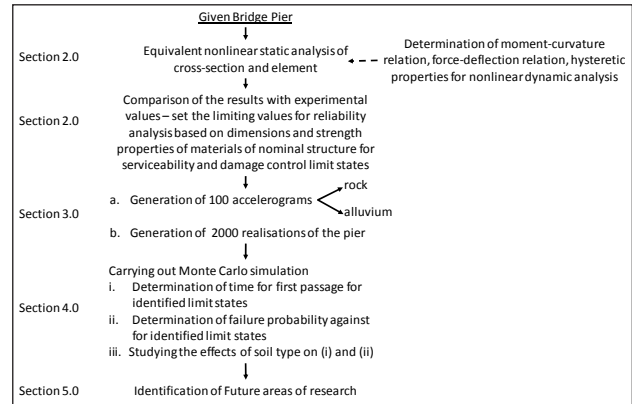 Given Bridge Pier
Section 2.0
Equivalent nonlinear static analysis of
cross-section and element
Determination of moment-curvature
relation, force-deflection relation, hysteretic
properties for nonlinear dynamic analysis
Section 2.0
Comparison of the results with experimental
values – set the limiting values for reliability
analysis based on dimensions and strength
properties of materials of nominal structure for
serviceability and damage control limit states
Section 3.0
a. Generation of 100 accelerograms
rock
alluvium
b. Generation of 2000 realisations of the pier
Section 4.0
Carrying out Monte Carlo simulation
i. Determination of time for first passage for
identified limit states
ii. Determination of failure probability against
for identified limit states
iii. Studying the effects of soil type on (i) and (ii)
Section 5.0
Identification of Future areas of research